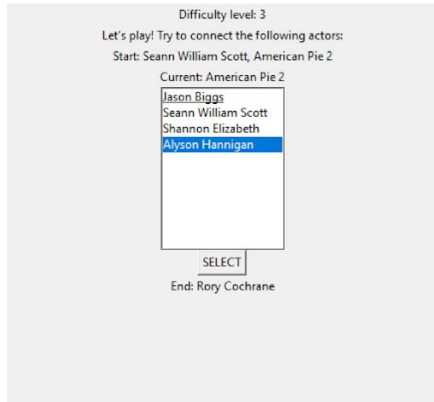 Difficulty level: 3
Let's play! Try to connect the following actors:
Start: Seann William Scott, American Pie 2
Current: American Pie 2
Jason Biggs
Seann William Scott
Shannon Elizabeth
Alyson Hannigan
SELECT
End: Rory Cochrane